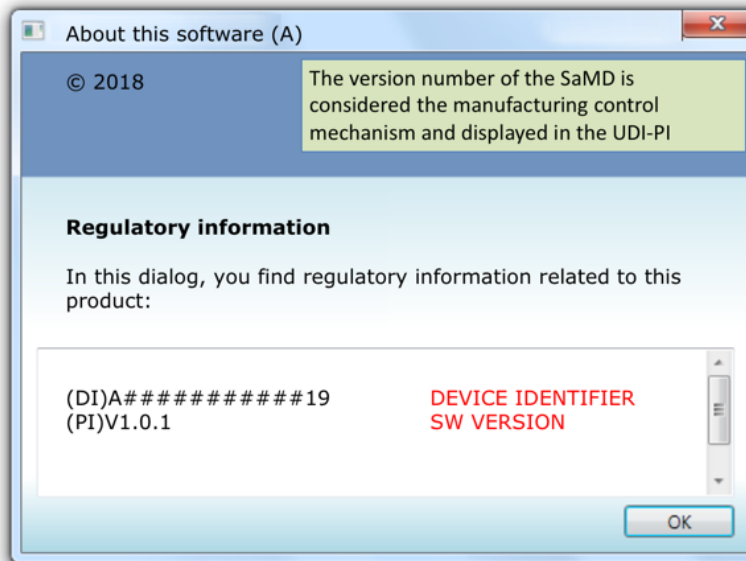 About this software (A)
© 2018
The version number of the SaMD is
considered the manufacturing control
mechanism and displayed in the UDI-PI
Regulatory information
In this dialog, you find regulatory information related to this
product:
(DI)A###########19 DEVICE IDENTIFIER
(PI)V1.0.1 SW VERSION
OK